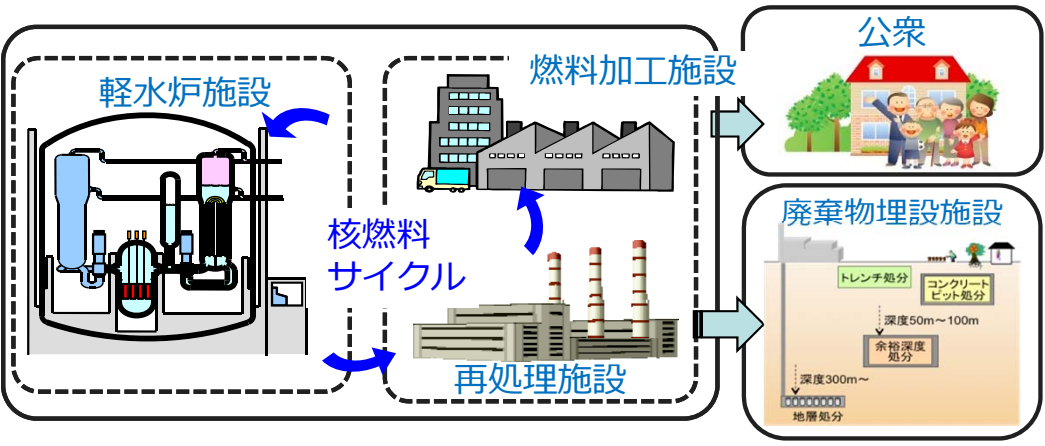 軽水炉施設
燃料加工施設
核燃料
サイクル
再処理施設
公衆
廃棄物埋設施設
トレンチ処分
コンクリート
ピット処分
深度50m～100m
余裕深度
処分
深度300m～
地層処分